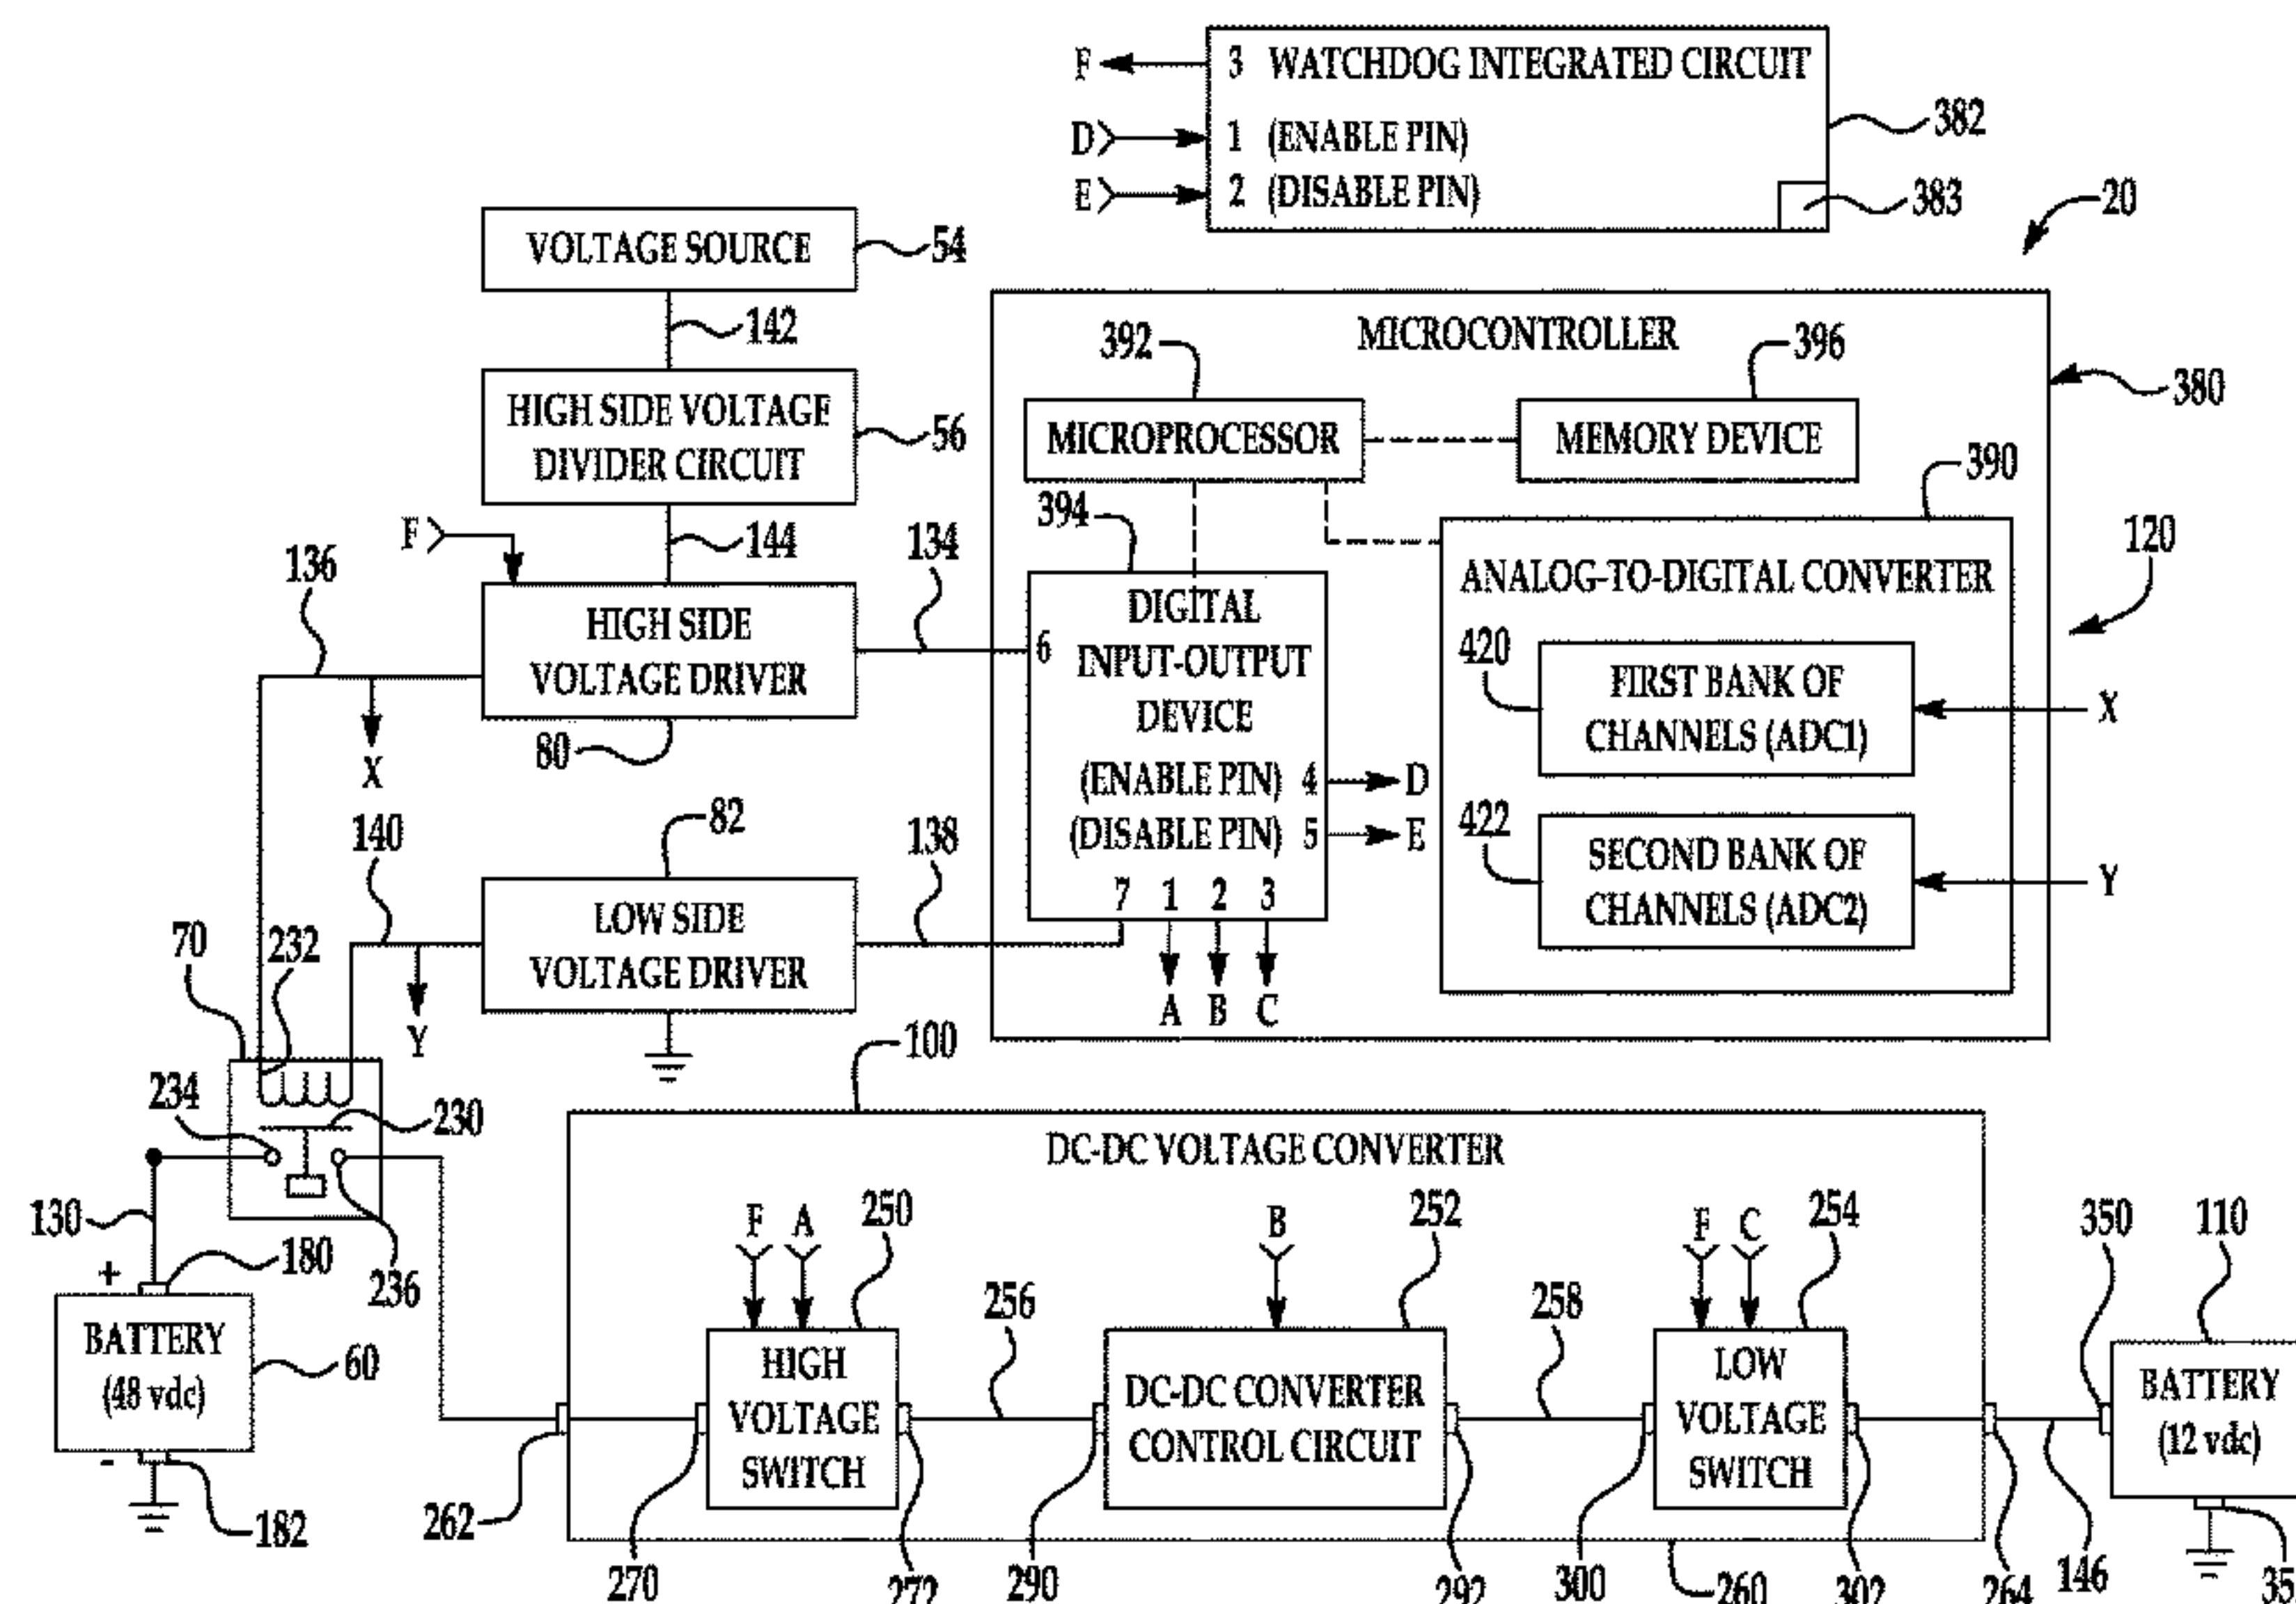 F
3 WATCHDOG INTEGRATED CIRCUIT
D
1 (ENABLE PIN)
E
2 (DISABLE PIN)
382
383
20
VOLTAGE SOURCE
54
142
HIGH SIDE VOLTAGE
DIVIDER CIRCUIT
56
F
144
136
134
HIGH SIDE
VOLTAGE DRIVER
80
X
140
82
138
LOW SIDE
VOLTAGE DRIVER
Y
MICROCONTROLLER
380
392
396
MICROPROCESSOR
MEMORY DEVICE
390
394
120
DIGITAL
6 INPUT-OUTPUT
DEVICE
(ENABLE PIN) 4
D
(DISABLE PIN) 5
E
7 1 2 3
A B C
ANALOG-TO-DIGITAL CONVERTER
420
FIRST BANK OF
CHANNELS (ADC1)
X
422
SECOND BANK OF
CHANNELS (ADC2)
Y
70
232
234
230
236
130
180
+
BATTERY
(48 vdc)
60
-
182
100
DC-DC VOLTAGE CONVERTER
F A
250
B
252
F C
254
350
110
256
258
HIGH
VOLTAGE
SWITCH
DC-DC CONVERTER
CONTROL CIRCUIT
LOW
VOLTAGE
SWITCH
BATTERY
(12 vdc)
262
270
272
290
292
300
260
302
264
146